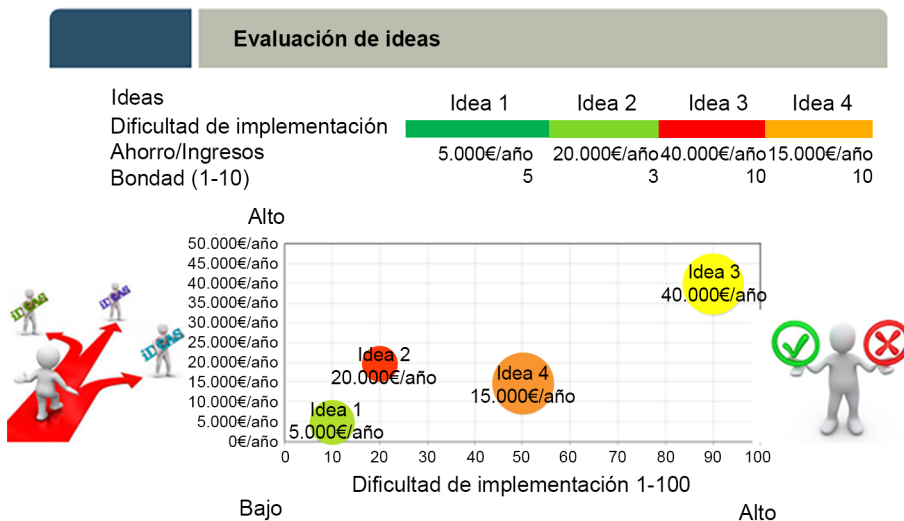 Evaluación de ideas
Ideas Idea 1 Idea 2 Idea 3 Idea 4
Dificultad de implementación
Ahorro/Ingresos 5.000€/año 20.000€/año 40.000€/año 15.000€/año
Bondad (1-10) 5 3 10 10
Alto
50.000€/año
45.000€/año
40.000€/año
35.000€/año
30.000€/año
25.000€/año
20.000€/año
15.000€/año
10.000€/año
5.000€/año
0€/año
Idea 3
40.000€/año
Idea 2
20.000€/año
Idea 4
15.000€/año
Idea 1
5.000€/año
iDEAS
iDEAS
iDEAS
0 10 20 30 40 50 60 70 80 90 100
Dificultad de implementación 1-100
Bajo Alto